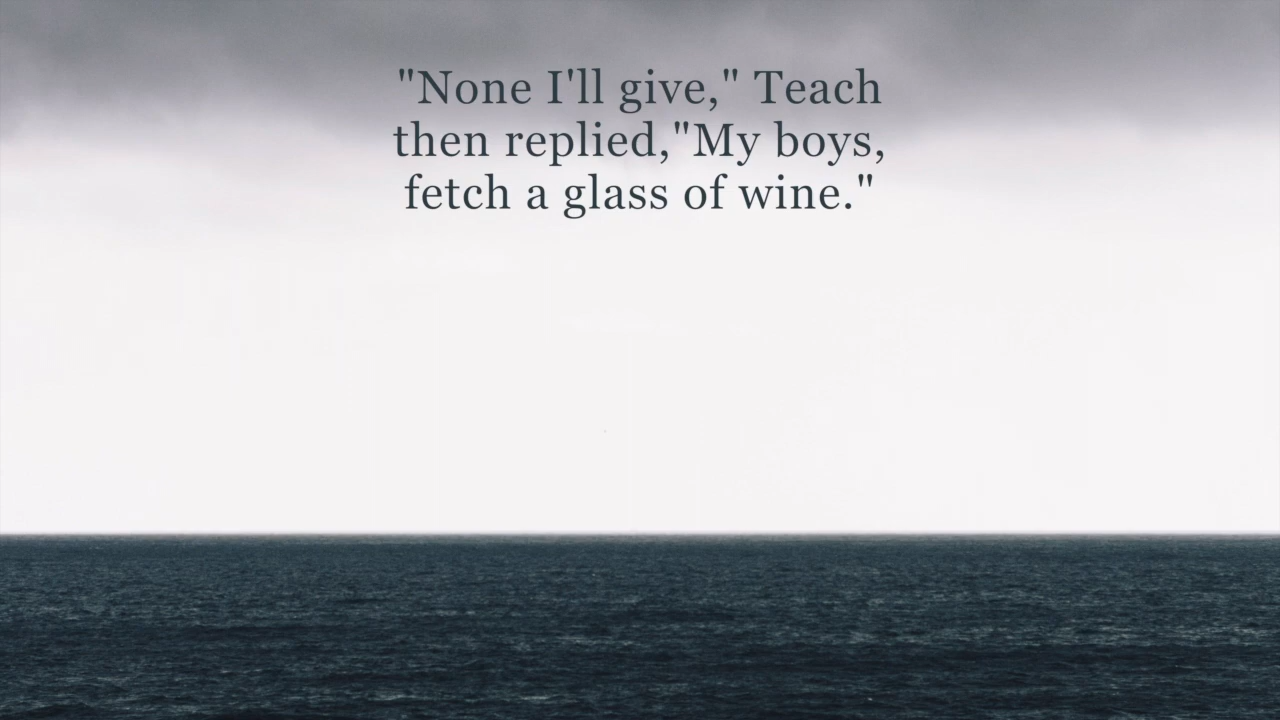 "None I'll give," Teach
then replied,"My boys,
fetch a glass of wine."